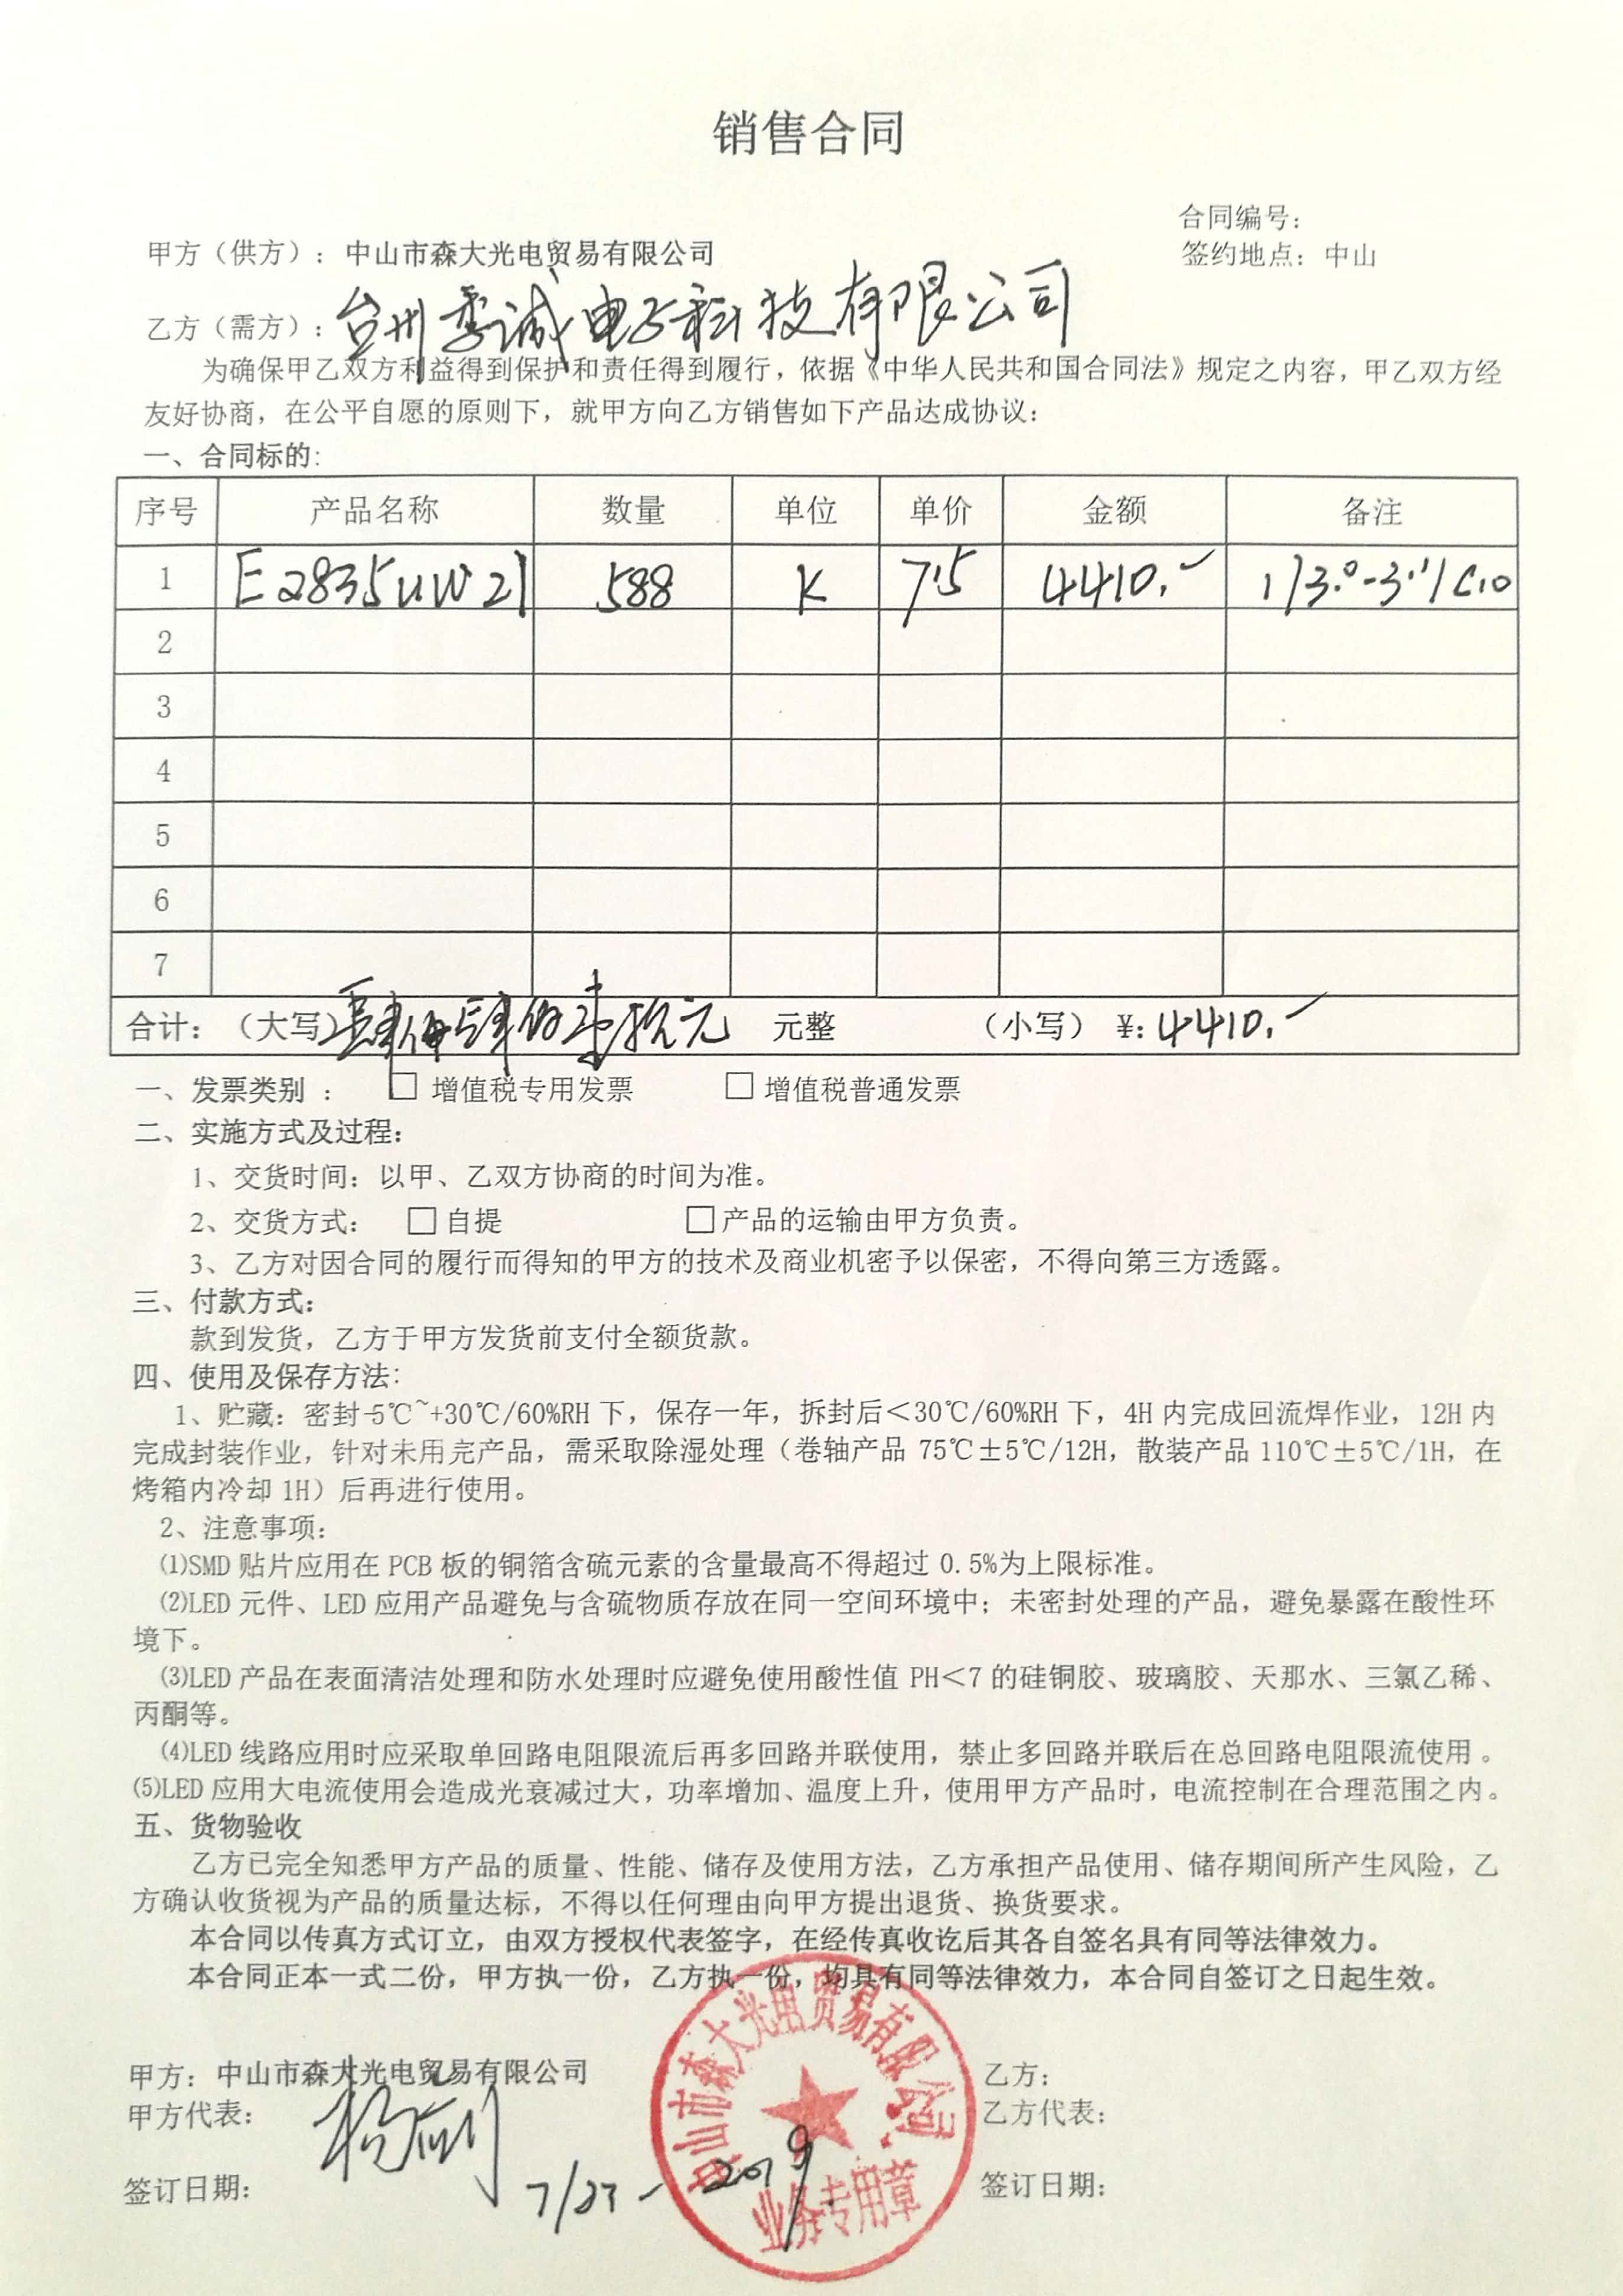 销售合同
合同编号：
甲方（供方）：中山市森大光电贸易有限公司
签约地点：中山
乙方（需方）：台州季诚电子科技有限公司
为确保甲乙双方利益得到保护和责任得到履行，依据《中华人民共和国合同法》规定之内容，甲乙双方经
友好协商，在公平自愿的原则下，就甲方向乙方销售如下产品达成协议：
一、合同标的：
序号 产品名称 数量 单位 单价 金额 备注
1 E2835UW21 588 K 7.5 4410.- 1/3.0-3.1/C10
2
3
4
5
6
7
合计：（大写）肆仟肆佰壹拾元 元整 （小写）¥：4410.-
一、发票类别 ： □ 增值税专用发票 □ 增值税普通发票
二、实施方式及过程：
1、交货时间：以甲、乙双方协商的时间为准。
2、交货方式： □自提 □产品的运输由甲方负责。
3、乙方对因合同的履行而得知的甲方的技术及商业机密予以保密，不得向第三方透露。
三、付款方式：
款到发货，乙方于甲方发货前支付全额货款。
四、使用及保存方法：
1、贮藏：密封-5℃~+30℃/60%RH下，保存一年，拆封后＜30℃/60%RH下，4H内完成回流焊作业，12H内
完成封装作业，针对未用完产品，需采取除湿处理（卷轴产品 75℃±5℃/12H，散装产品 110℃±5℃/1H，在
烤箱内冷却 1H）后再进行使用。
2、注意事项：
⑴SMD 贴片应用在 PCB 板的铜箔含硫元素的含量最高不得超过 0.5%为上限标准。
⑵LED 元件、LED 应用产品避免与含硫物质存放在同一空间环境中；未密封处理的产品，避免暴露在酸性环
境下。
⑶LED 产品在表面清洁处理和防水处理时应避免使用酸性值 PH＜7 的硅铜胶、玻璃胶、天那水、三氯乙稀、
丙酮等。
⑷LED 线路应用时应采取单回路电阻限流后再多回路并联使用，禁止多回路并联后在总回路电阻限流使用 。
⑸LED 应用大电流使用会造成光衰减过大，功率增加、温度上升，使用甲方产品时，电流控制在合理范围之内。
五、货物验收
乙方已完全知悉甲方产品的质量、性能、储存及使用方法，乙方承担产品使用、储存期间所产生风险，乙
方确认收货视为产品的质量达标，不得以任何理由向甲方提出退货、换货要求。
本合同以传真方式订立，由双方授权代表签字，在经传真收讫后其各自签名具有同等法律效力。
本合同正本一式二份，甲方执一份，乙方执一份，均具有同等法律效力，本合同自签订之日起生效。
中山市森大光电贸易有限公司
业务专用章
甲方：中山市森大光电贸易有限公司
乙方：
甲方代表：
乙方代表：
签订日期： 7/27-2019.
签订日期：